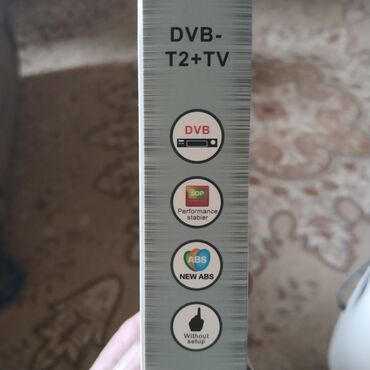 DVB-
T2+TV
DVB
SOP
Performance
stabler
ABS
NEW ABS
Without
setup